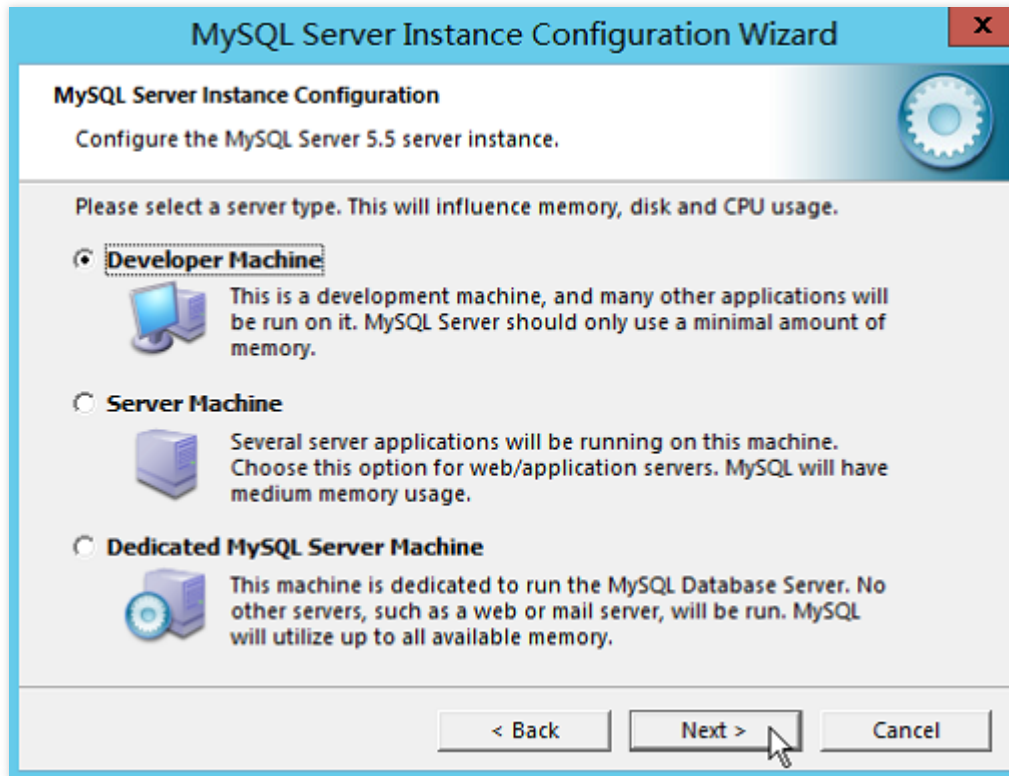 MySQL Server Instance Configuration Wizard
X
MySQL Server Instance Configuration
Configure the MySQL Server 5.5 server instance.
Please select a server type. This will influence memory, disk and CPU usage.
Developer Machine
This is a development machine, and many other applications will
be run on it. MySQL Server should only use a minimal amount of
memory.
Server Machine
Several server applications will be running on this machine.
Choose this option for web/application servers. MySQL will have
medium memory usage.
Dedicated MySQL Server Machine
This machine is dedicated to run the MySQL Database Server. No
other servers, such as a web or mail server, will be run. MySQL
will utilize up to all available memory.
< Back
Next >
Cancel